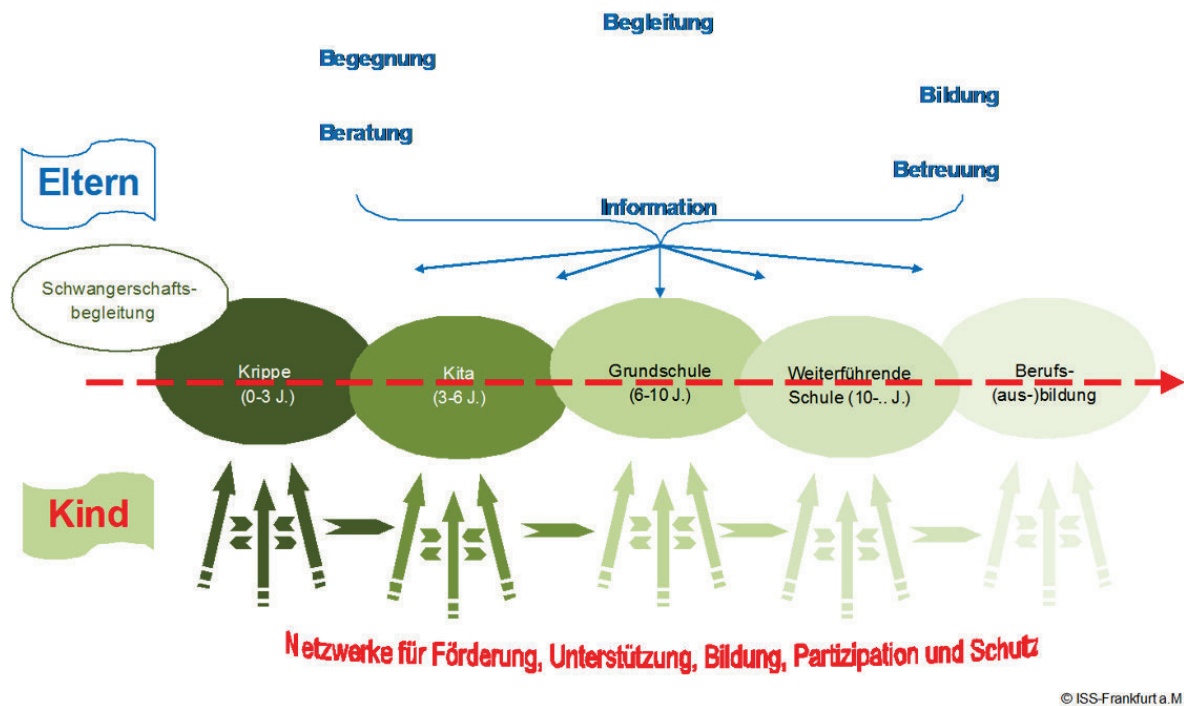 Begleitung
Begegnung
Bildung
Beratung
Betreuung
Eltern
Information
Schwangerschafts-
begleitung
Krippe
(0-3 J.)
Kita
(3-6 J.)
Grundschule
(6-10 J.)
Weiterführende
Schule (10-.. J.)
Berufs-
(aus-)bildung
Kind
Netzwerke für Förderung, Unterstützung, Bildung, Partizipation und Schutz
© ISS-Frankfurt a.M